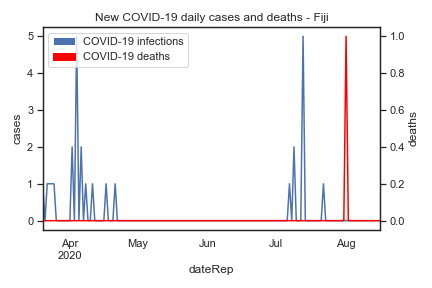 New COVID-19 daily cases and deaths - Fiji
COVID-19 infections
COVID-19 deaths
cases
5
4
3
2
1
0
deaths
1.0
0.8
0.6
0.4
0.2
0.0
Apr
2020
May
Jun
Jul
Aug
dateRep